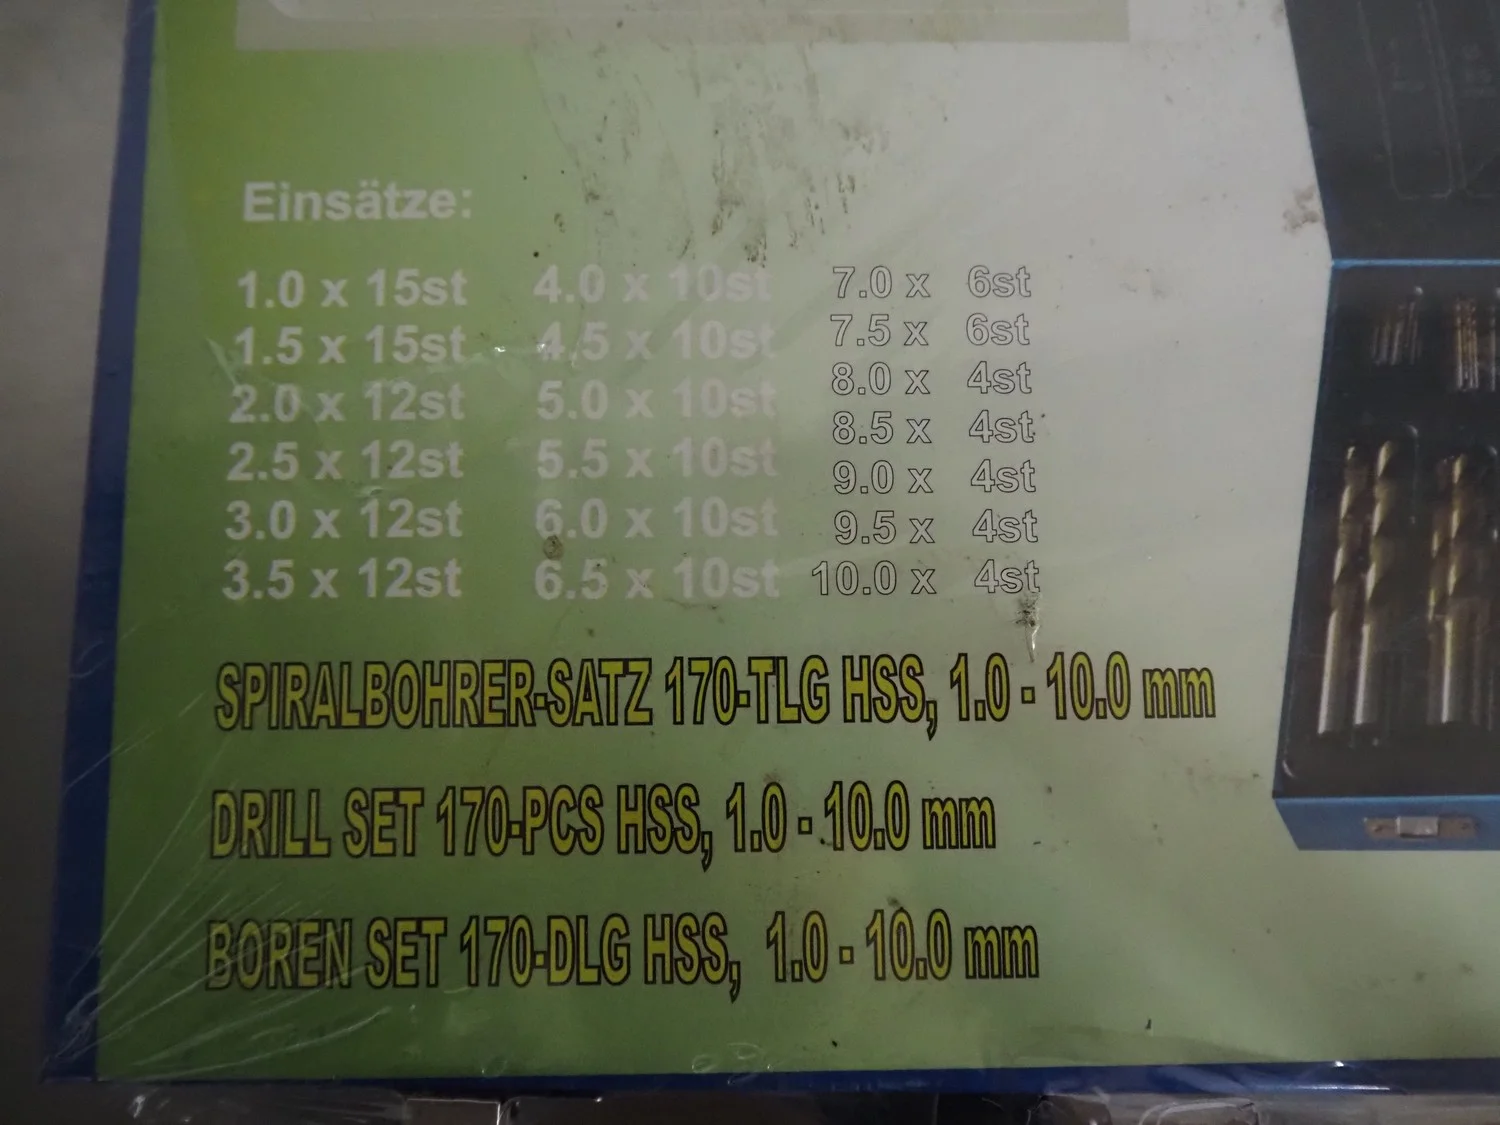 Einsätze:
1.0 x 15st 4.0 x 10st 7.0 x 6st
1.5 x 15st 4.5 x 10st 7.5 x 6st
2.0 x 12st 5.0 x 10st 8.0 x 4st
2.5 x 12st 5.5 x 10st 8.5 x 4st
3.0 x 12st 6.0 x 10st 9.0 x 4st
3.5 x 12st 6.5 x 10st 9.5 x 4st
10.0 x 4st
SPIRALBOHRER-SATZ 170-TLG HSS, 1.0 - 10.0 mm
DRILL SET 170-PCS HSS, 1.0 - 10.0 mm
BOREN SET 170-DLG HSS, 1.0 - 10.0 mm